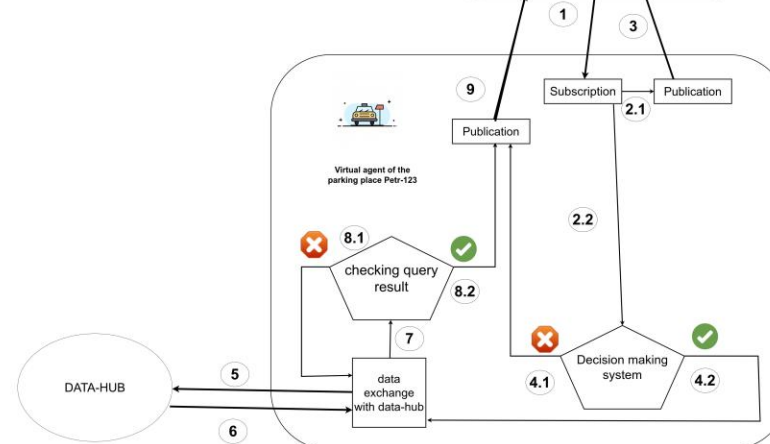 1
3
9
Subscription
Publication
2.1
Publication
Virtual agent of the
parking place Petr-123
2.2
8.1
checking query
result
8.2
7
Decision making
system
4.1
4.2
DATA-HUB
5
6
data
exchange
with data-hub